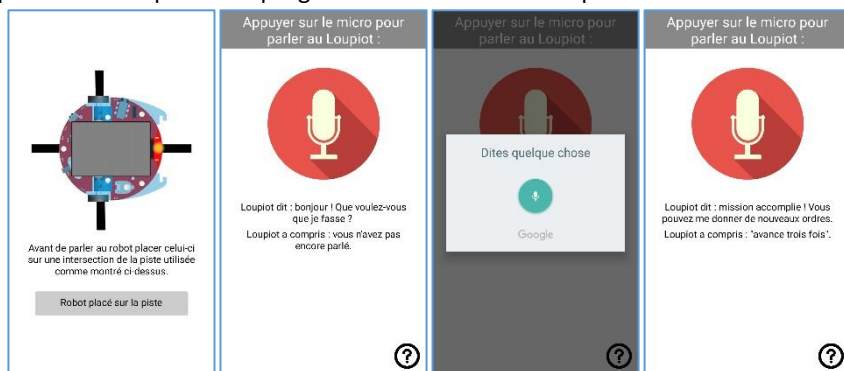 Avant de parler au robot placer celui-ci
sur une intersection de la piste utilisée
comme montré ci-dessus.
Robot placé sur la piste
Appuyer sur le micro pour
parler au Loupiot :
Loupiot dit : bonjour ! Que voulez-vous
que je fasse ?
Loupiot a compris : vous n'avez pas
encore parlé.
?
Appuyer sur le micro pour
parler au Loupiot :
Dites quelque chose
Google
?
Appuyer sur le micro pour
parler au Loupiot :
Loupiot dit : mission accomplie ! Vous
pouvez me donner de nouveaux ordres.
Loupiot a compris : "avance trois fois".
?